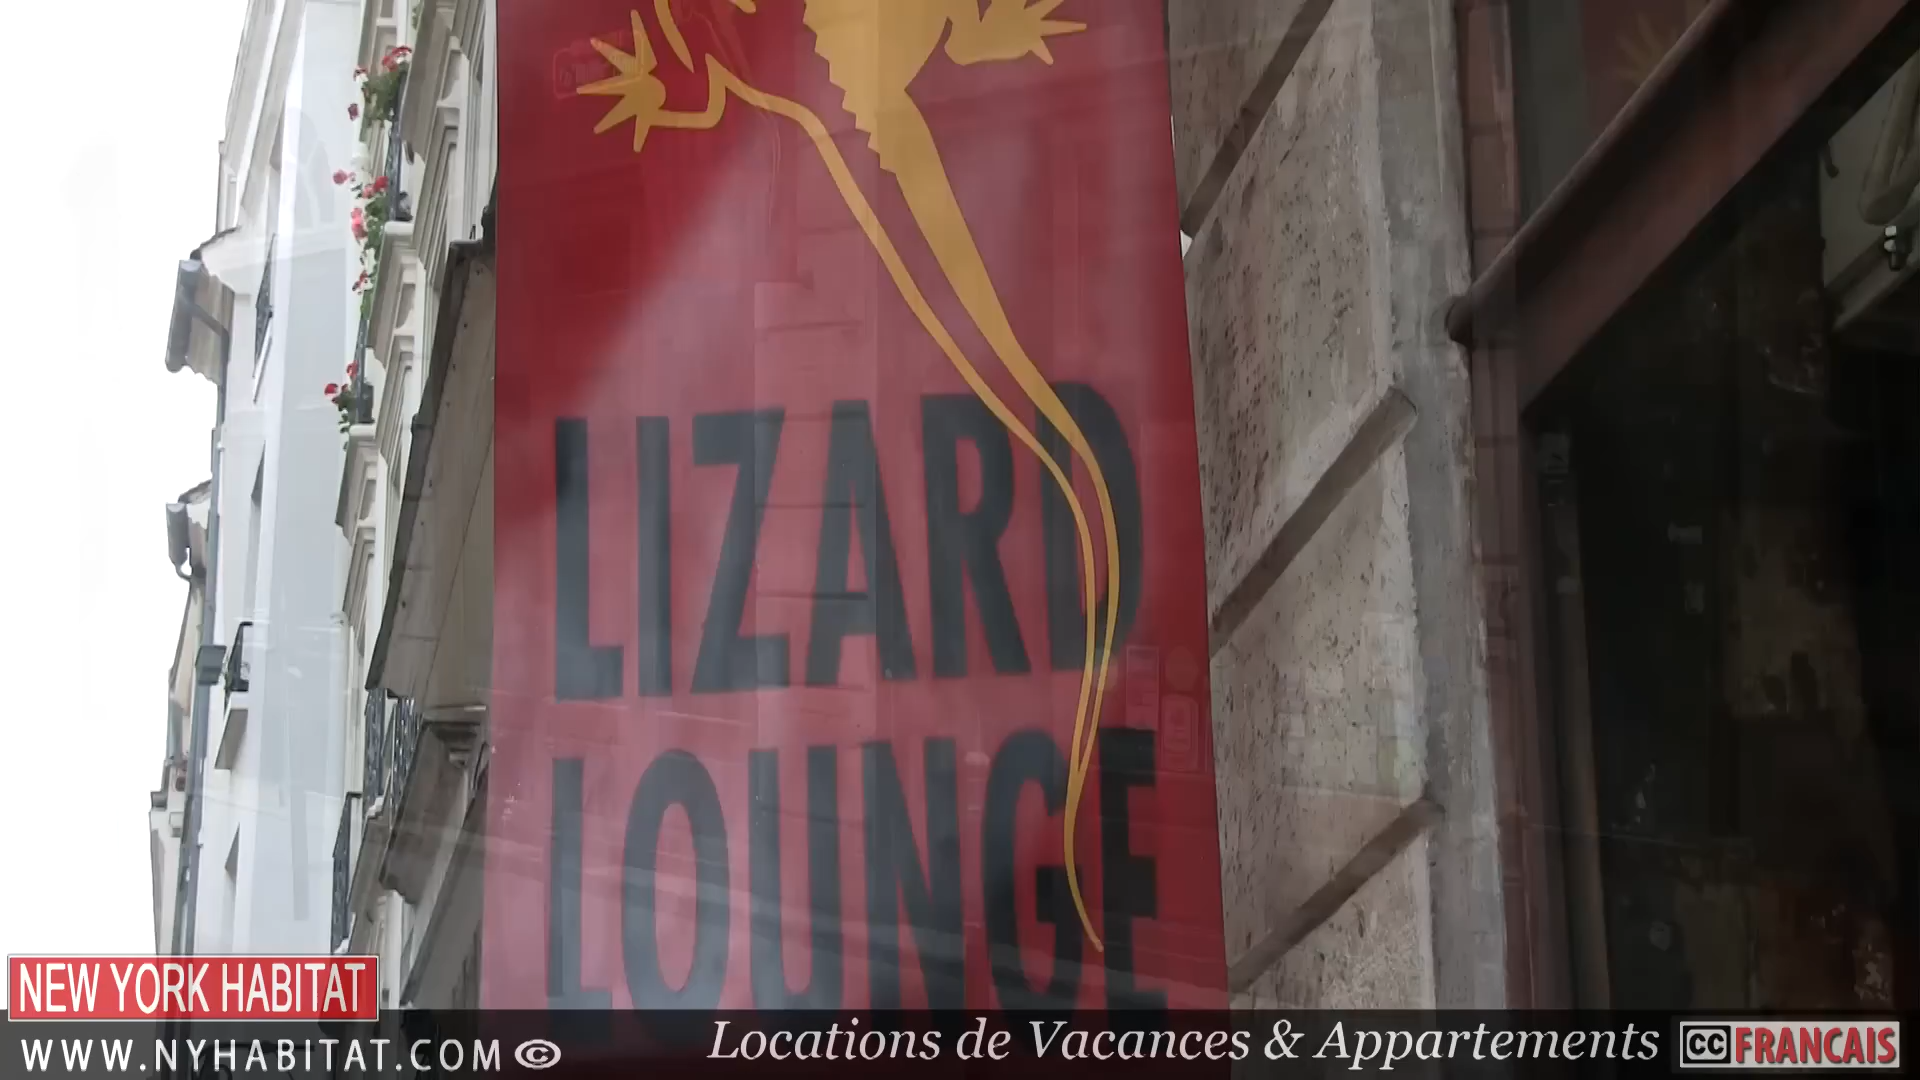 LIZARD
LOUNGE
NEW YORK HABITAT
WWW.NYHABITAT.COM ©
Locations de Vacances & Appartements
CC FRANCAIS